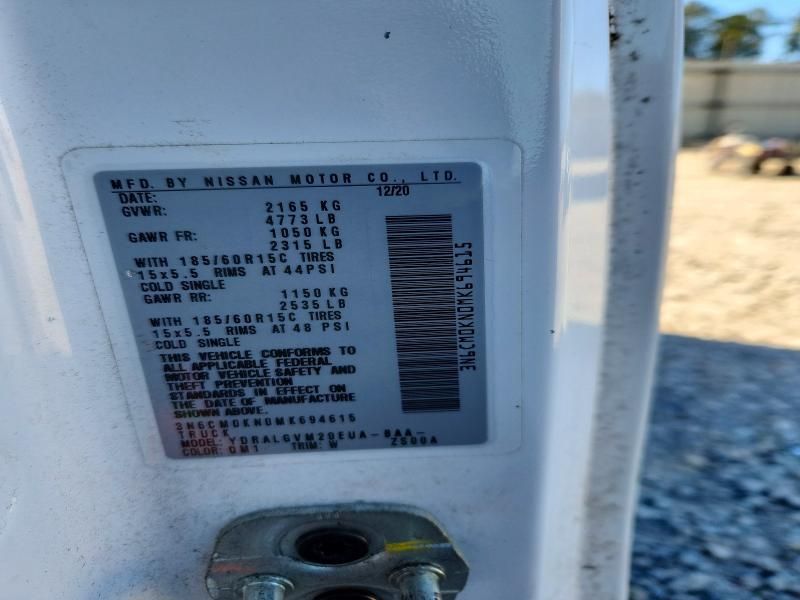 MFD. BY NISSAN MOTOR CO., LTD.
DATE: 12/20
GVWR: 2165 KG
4773 LB
GAWR FR: 1050 KG
2315 LB
WITH 185/60R15C TIRES
15x5.5 RIMS AT 44PSI
COLD SINGLE
GAWR RR: 1150 KG
2535 LB
WITH 185/60R15C TIRES
15x5.5 RIMS AT 48 PSI
COLD SINGLE
THIS VEHICLE CONFORMS TO
ALL APPLICABLE FEDERAL
MOTOR VEHICLE SAFETY AND
THEFT PREVENTION
STANDARDS IN EFFECT ON
THE DATE OF MANUFACTURE
SHOWN ABOVE.
3N6CM0KN0MK694615
TRUCK
MODEL: YDRALGVM20EUA-BAA-
COLOR: QM1 TRIM: W ZS00A
3N6CM0KN0MK694615